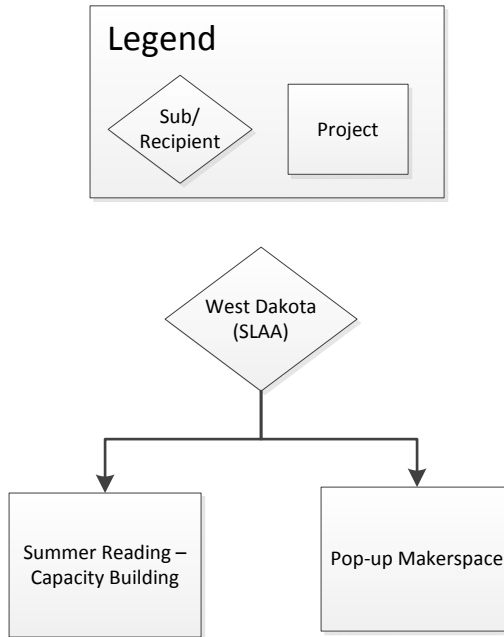 Legend
Sub/
Recipient
Project
West Dakota
(SLAA)
Summer Reading –
Capacity Building
Pop-up Makerspace